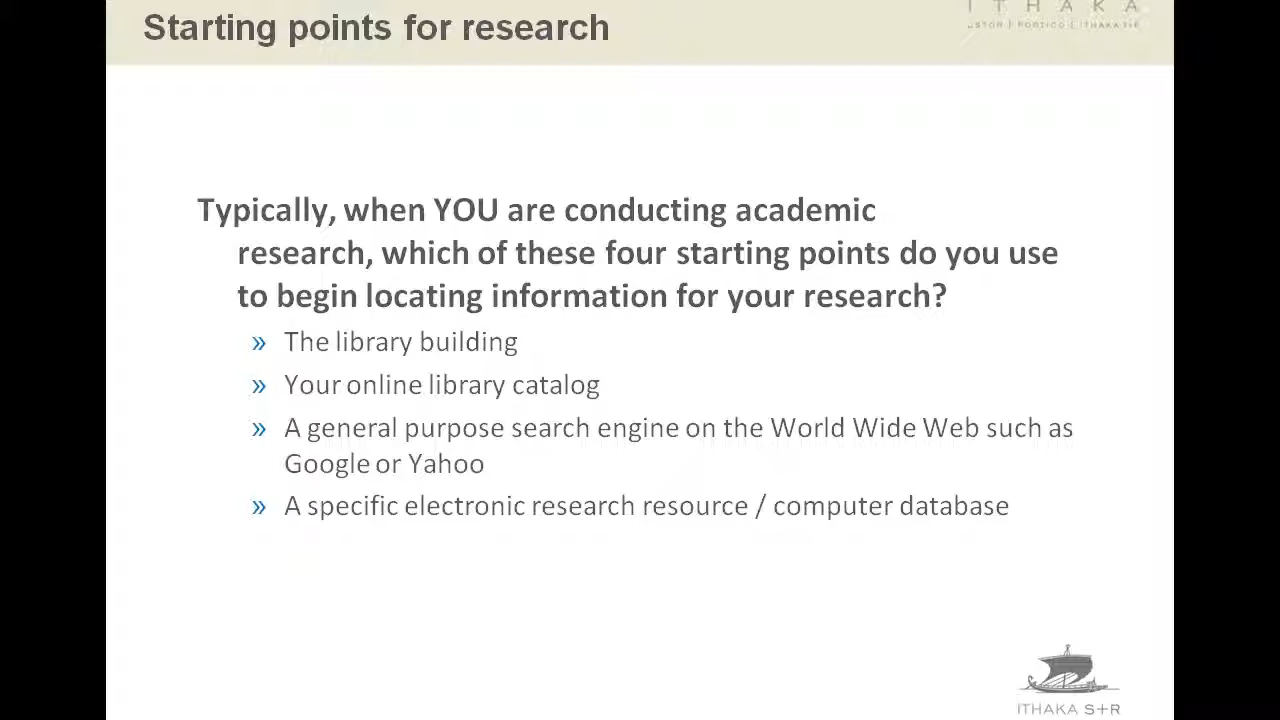 Starting points for research
ITHAKA
JSTOR | PORTICO | ITHAKA S+R
Typically, when YOU are conducting academic
research, which of these four starting points do you use
to begin locating information for your research?
» The library building
» Your online library catalog
» A general purpose search engine on the World Wide Web such as
Google or Yahoo
» A specific electronic research resource / computer database
ITHAKA S+R